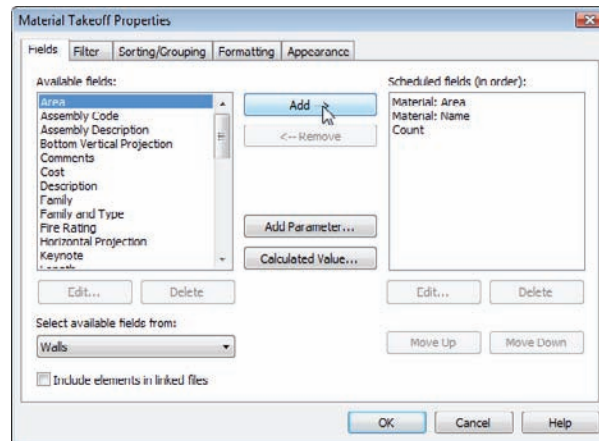 Material Takeoff Properties
Fields Filter Sorting/Grouping Formatting Appearance
Available fields:
Area
Assembly Code
Assembly Description
Bottom Vertical Projection
Comments
Cost
Description
Family
Family and Type
Fire Rating
Horizontal Projection
Keynote
Length
Add -->
<-- Remove
Add Parameter...
Calculated Value...
Scheduled fields (in order):
Material: Area
Material: Name
Count
Edit... Delete
Edit... Delete
Select available fields from:
Walls
Move Up Move Down
Include elements in linked files
OK Cancel Help